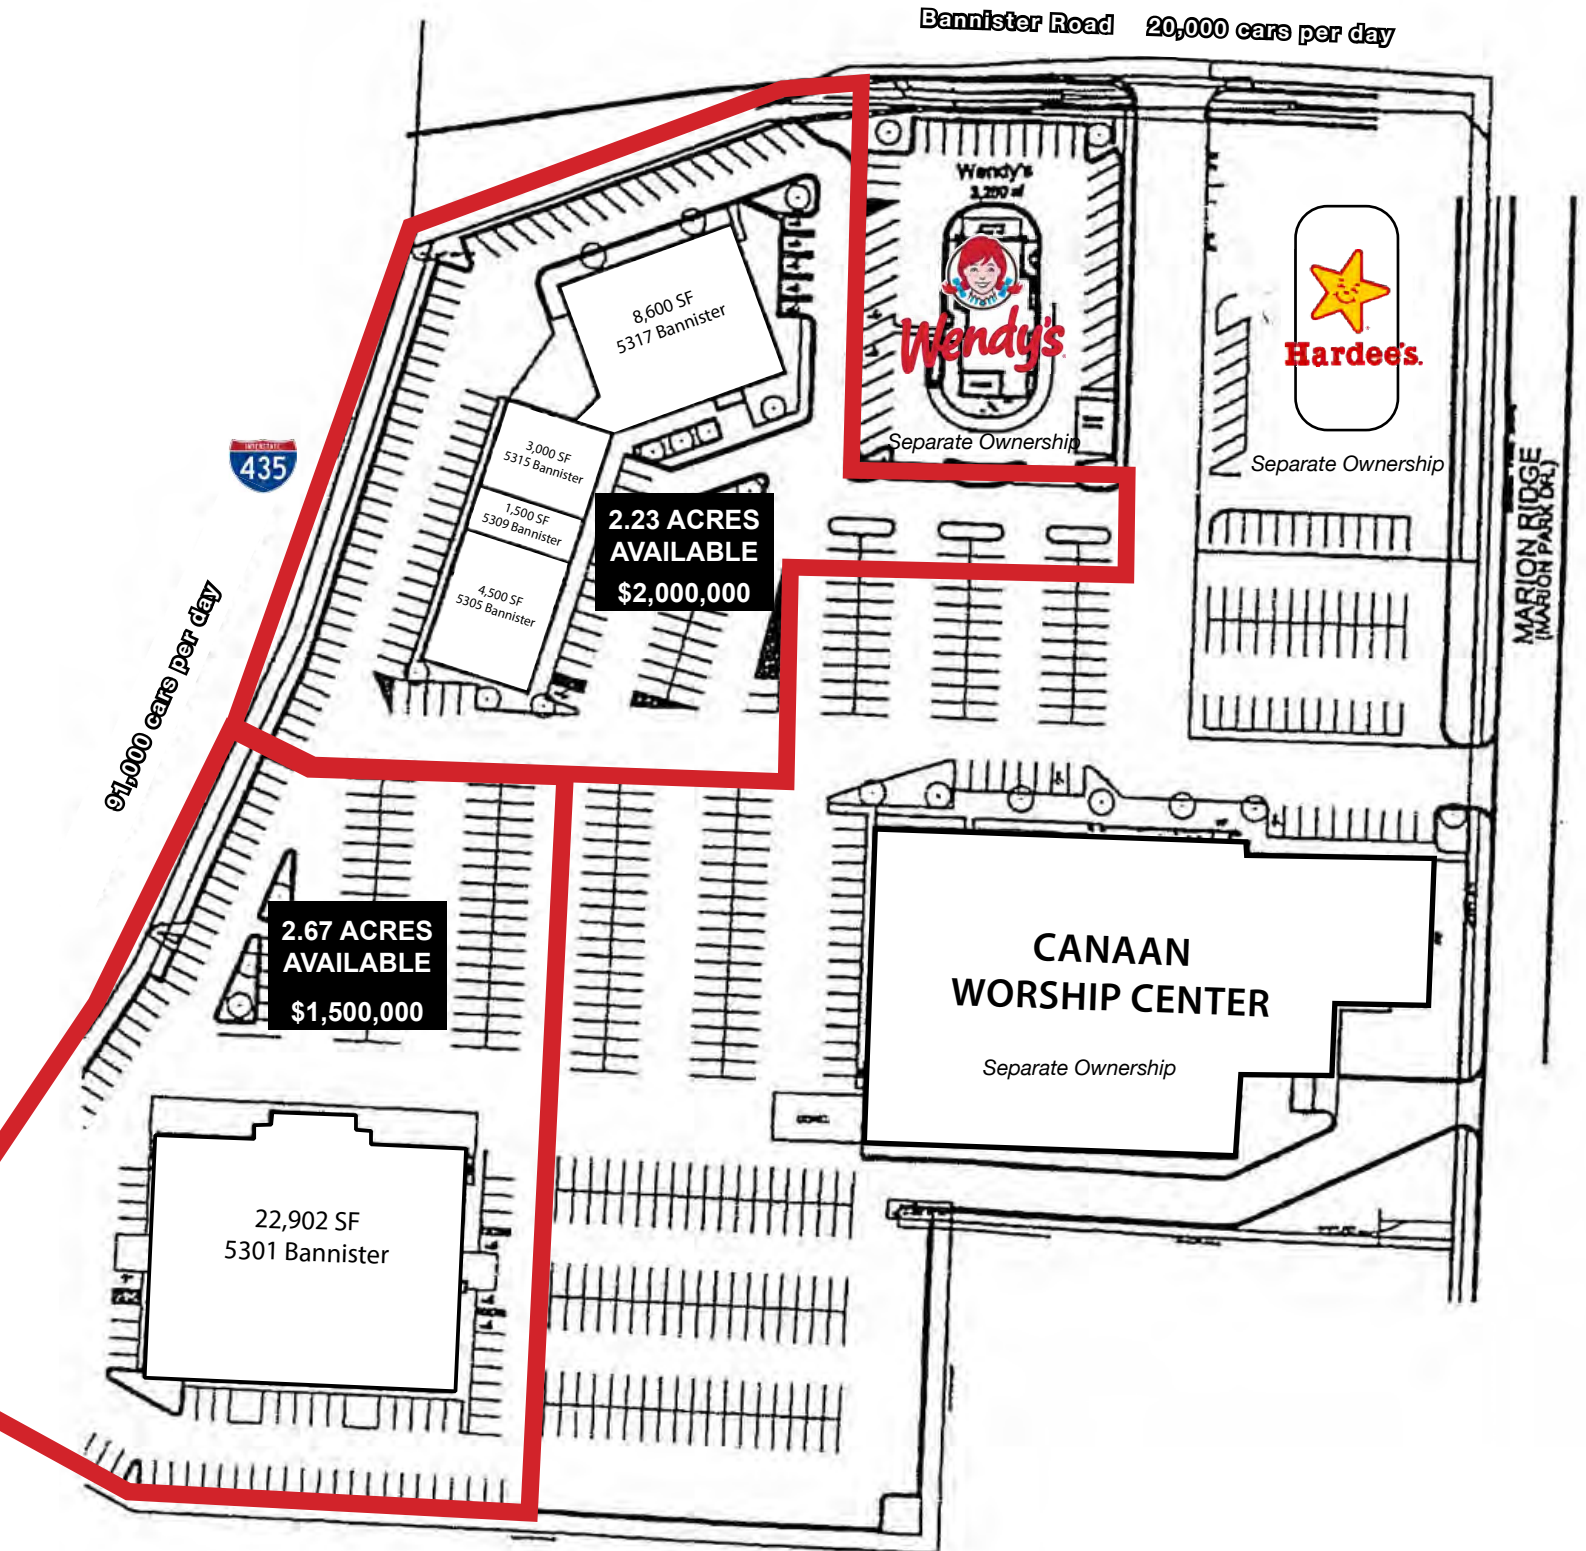 Bannister Road 20,000 cars per day
Wendy's
3,200 sf
Wendy's
Separate Ownership
Hardee's.
Separate Ownership
8,600 SF
5317 Bannister
INTERSTATE
435
3,000 SF
5315 Bannister
1,500 SF
5309 Bannister
4,500 SF
5305 Bannister
2.23 ACRES
AVAILABLE
$2,000,000
MARION RIDGE
(MARION PARK DR.)
91,000 cars per day
2.67 ACRES
AVAILABLE
$1,500,000
CANAAN
WORSHIP CENTER
Separate Ownership
22,902 SF
5301 Bannister